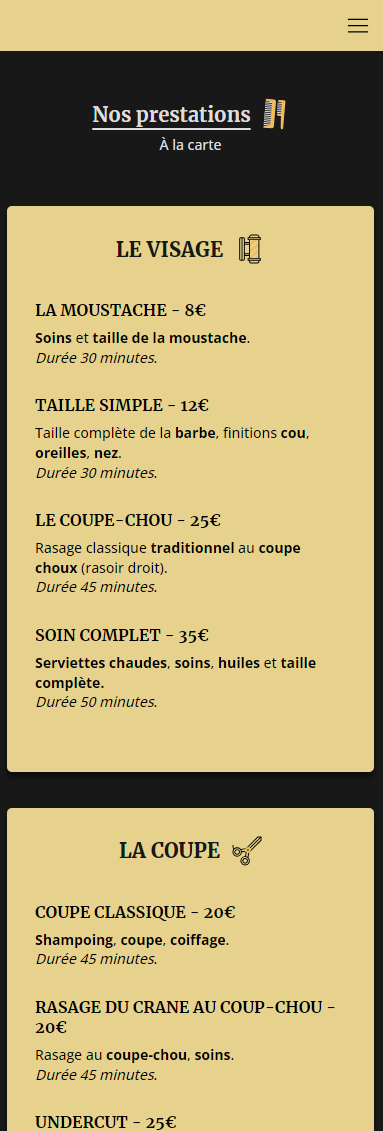 Nos prestations
À la carte
LE VISAGE
LA MOUSTACHE - 8€
Soins et taille de la moustache.
Durée 30 minutes.
TAILLE SIMPLE - 12€
Taille complète de la barbe, finitions cou,
oreilles, nez.
Durée 30 minutes.
LE COUPE-CHOU - 25€
Rasage classique traditionnel au coupe
choux (rasoir droit).
Durée 45 minutes.
SOIN COMPLET - 35€
Serviettes chaudes, soins, huiles et taille
complète.
Durée 50 minutes.
LA COUPE
COUPE CLASSIQUE - 20€
Shampoing, coupe, coiffage.
Durée 45 minutes.
RASAGE DU CRANE AU COUP-CHOU -
20€
Rasage au coupe-chou, soins.
Durée 45 minutes.
UNDERCUT - 25€